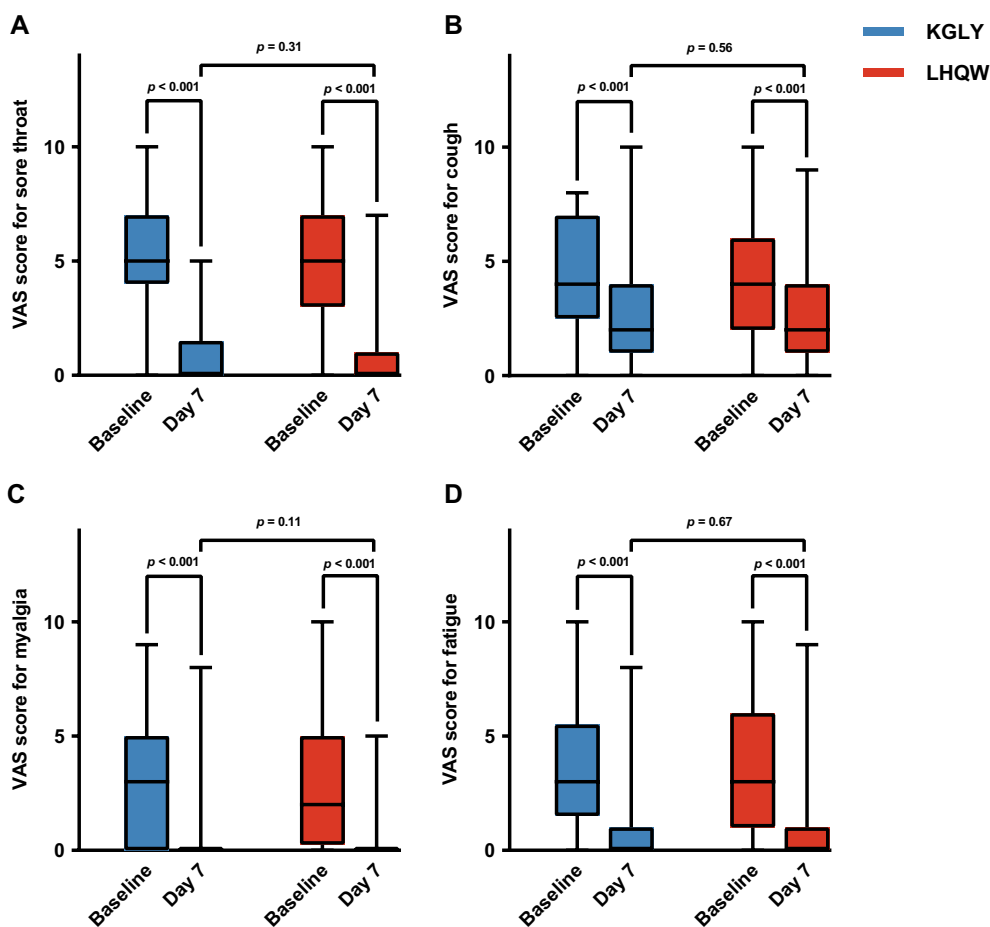 A
p = 0.31
p < 0.001
p < 0.001
VAS score for sore throat
10
5
0
Baseline
Day 7
Baseline
Day 7
B
p = 0.56
p < 0.001
p < 0.001
VAS score for cough
10
5
0
Baseline
Day 7
Baseline
Day 7
KGLY
LHQW
C
p = 0.11
p < 0.001
p < 0.001
VAS score for myalgia
10
5
0
Baseline
Day 7
Baseline
Day 7
D
p = 0.67
p < 0.001
p < 0.001
VAS score for fatigue
10
5
0
Baseline
Day 7
Baseline
Day 7